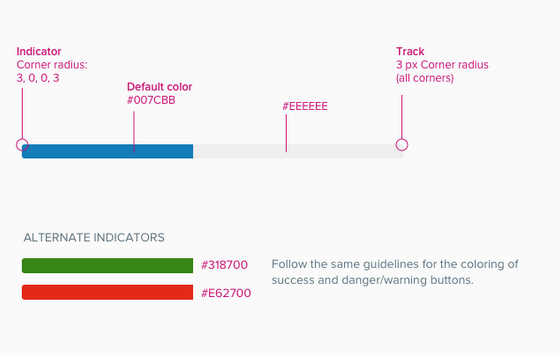 Indicator
Corner radius:
3, 0, 0, 3
Default color
#007CBB
#EEEEEE
Track
3 px Corner radius
(all corners)
ALTERNATE INDICATORS
#318700
#E62700
Follow the same guidelines for the coloring of
success and danger/warning buttons.